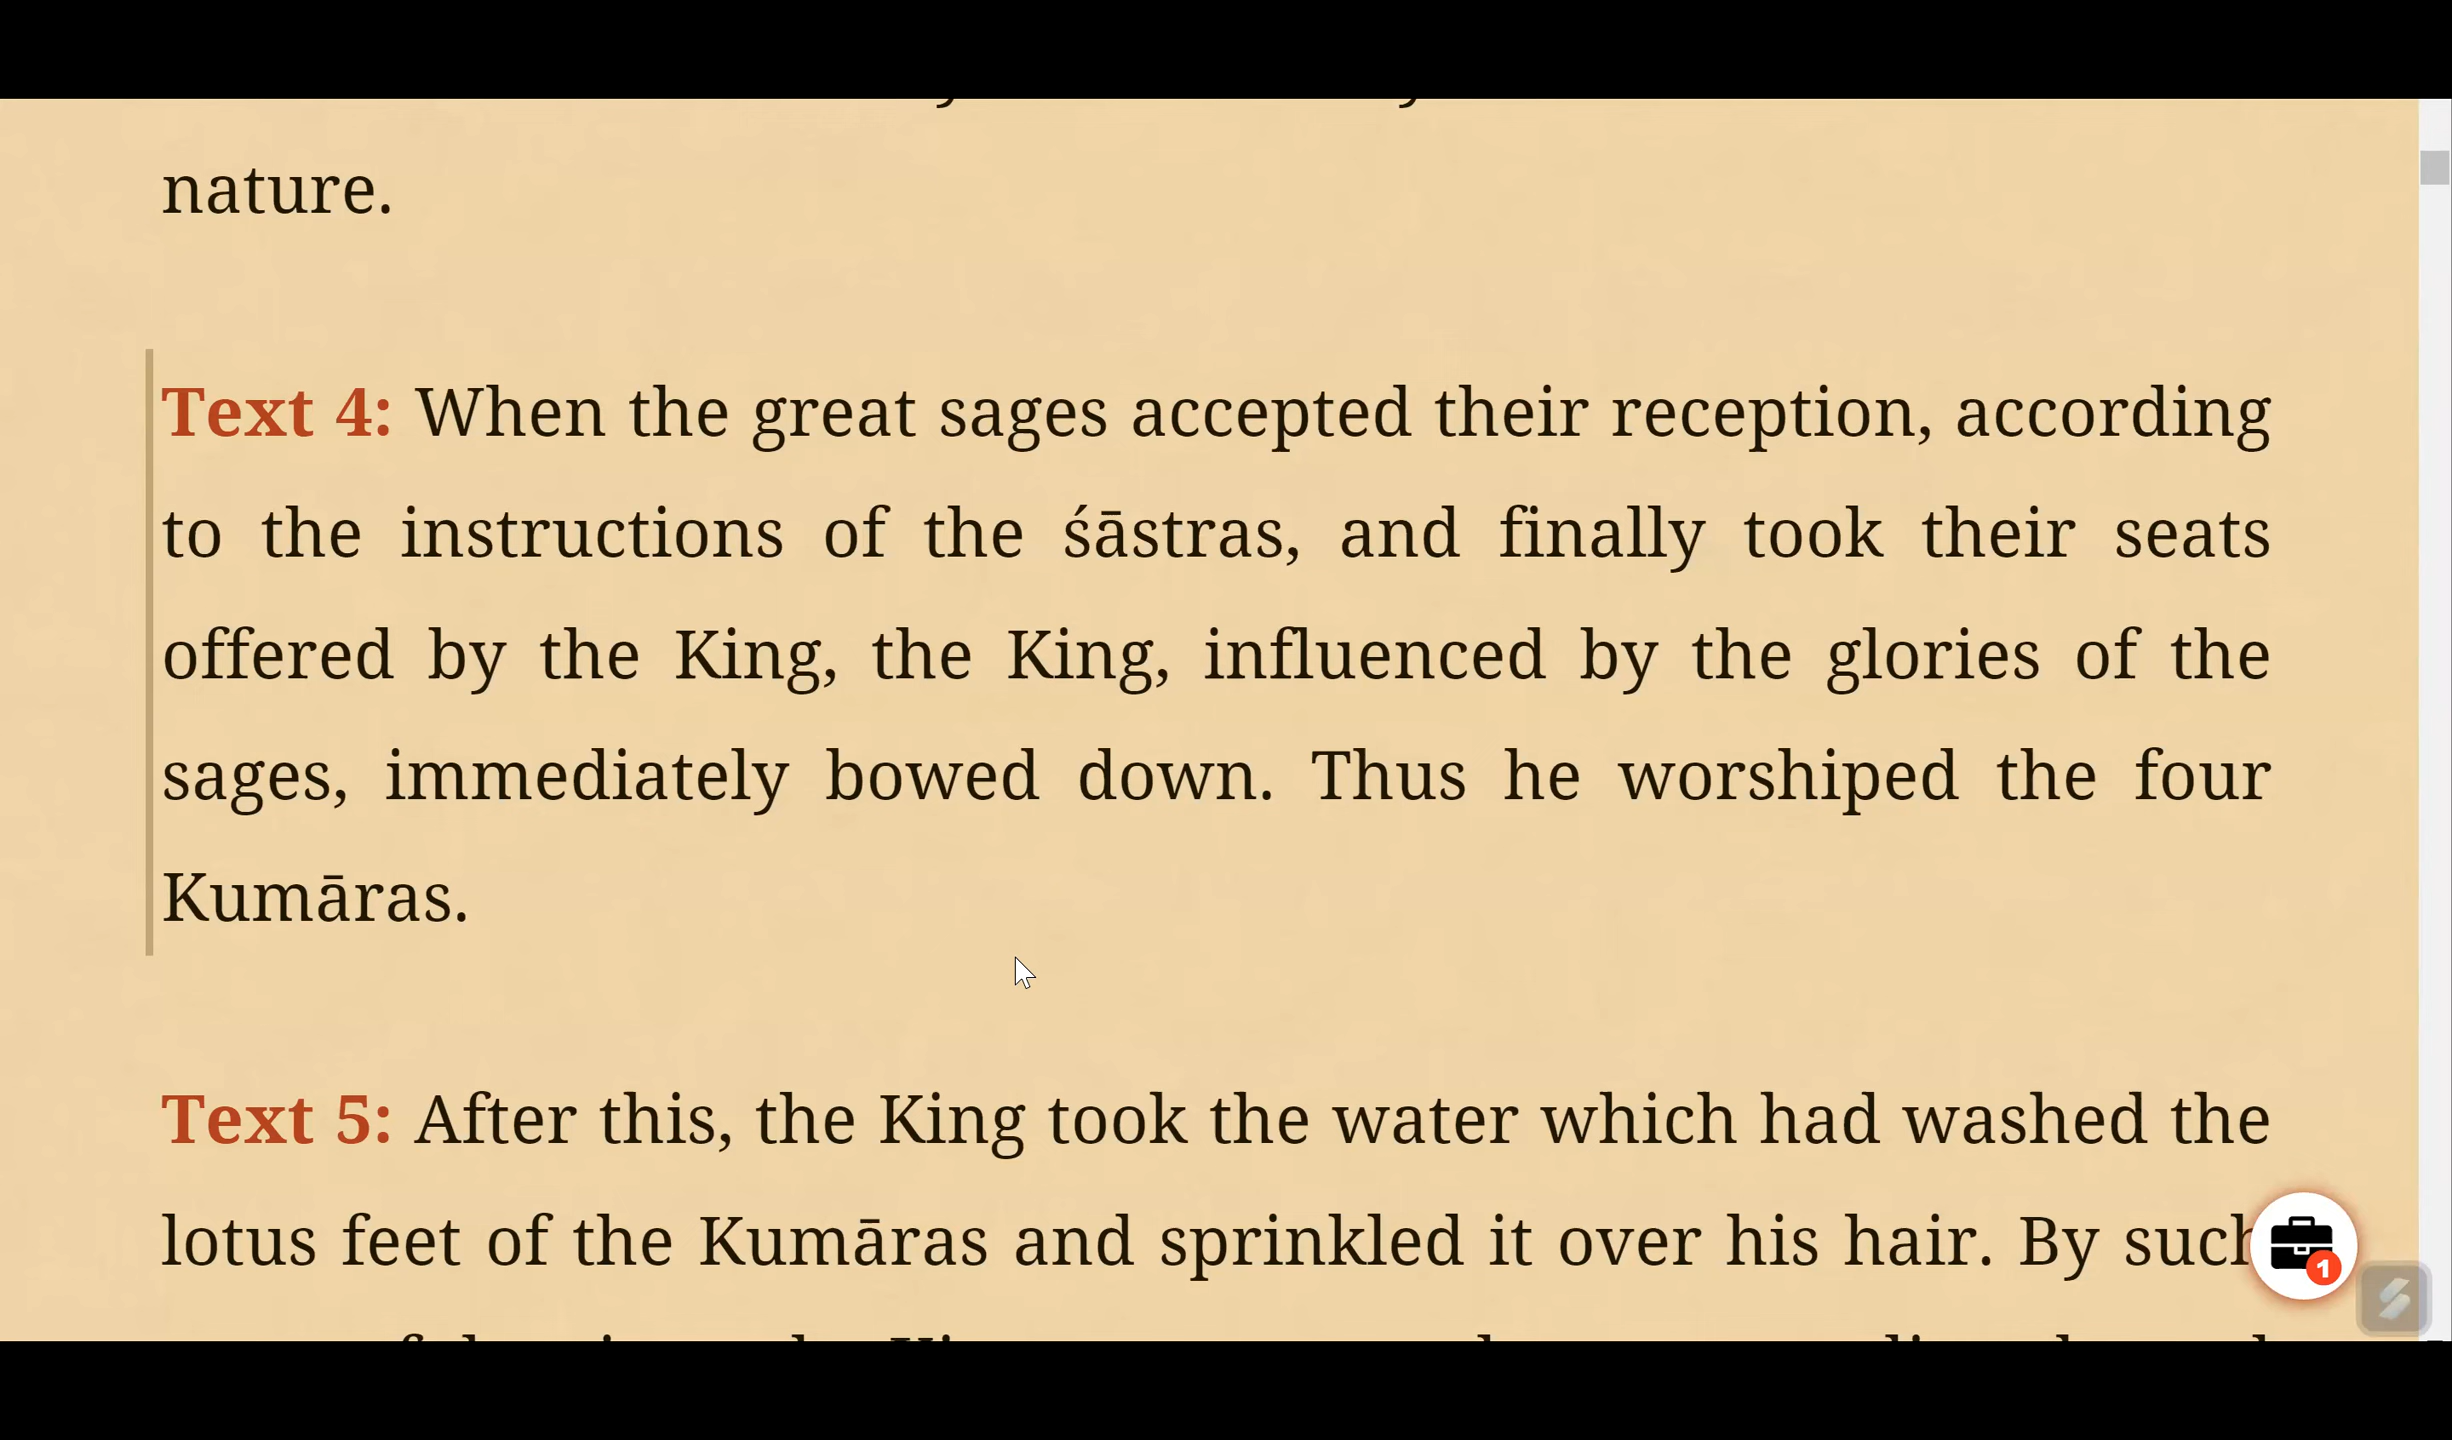 nature.
Text 4: When the great sages accepted their reception, according
to the instructions of the śāstras, and finally took their seats
offered by the King, the King, influenced by the glories of the
sages, immediately bowed down. Thus he worshiped the four
Kumāras.
Text 5: After this, the King took the water which had washed the
lotus feet of the Kumāras and sprinkled it over his hair. By such
1